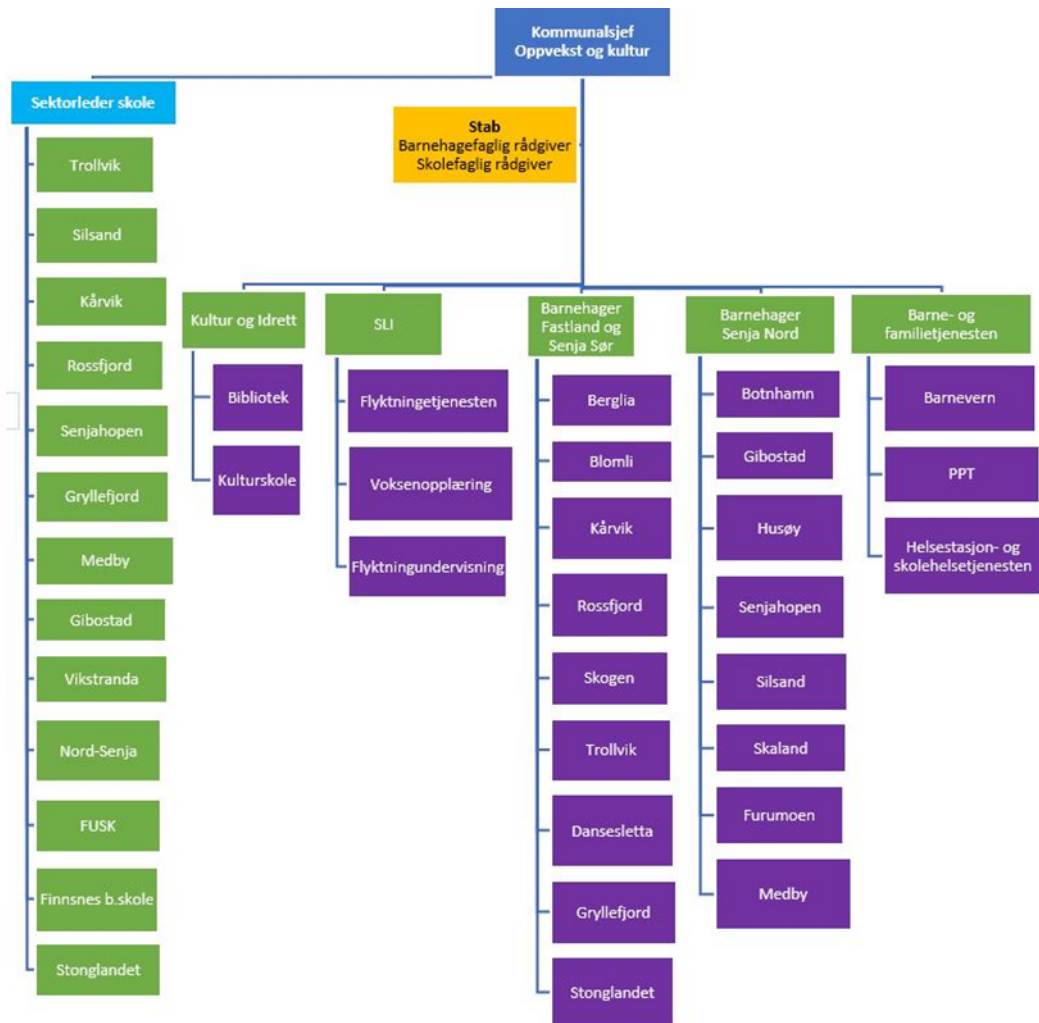 Kommunalsjef
Oppvekst og kultur
Sektorleder skole
Stab
Barnehagefaglig rådgiver
Skolefaglig rådgiver
Trollvik
Silsand
Kårvik
Rossfjord
Senjahopen
Gryllefjord
Medby
Gibostad
Vikstranda
Nord-Senja
FUSK
Finnsnes b.skole
Stonglandet
Kultur og Idrett
Bibliotek
Kulturskole
SLI
Flyktningetjenesten
Voksenopplæring
Flyktningundervisning
Barnehager
Fastland og
Senja Sør
Berglia
Blomli
Kårvik
Rossfjord
Skogen
Trollvik
Dansesletta
Gryllefjord
Stonglandet
Barnehager
Senja Nord
Botnhamn
Gibostad
Husøy
Senjahopen
Silsand
Skaland
Furumoen
Medby
Barne- og
familietjenesten
Barnevern
PPT
Helsestasjon- og
skolehelsetjenesten